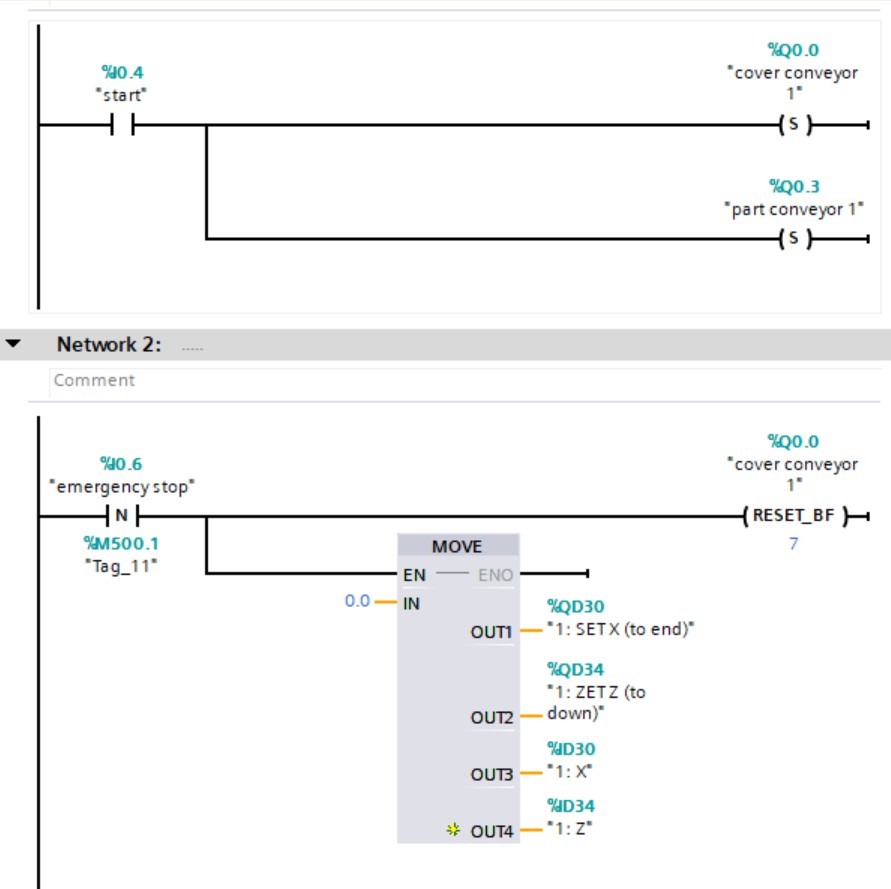 %I0.4
"start"
%Q0.0
"cover conveyor
1"
S
%Q0.3
"part conveyor 1"
S
Network 2: .....
Comment
%I0.6
"emergency stop"
N
%M500.1
"Tag_11"
%Q0.0
"cover conveyor
1"
RESET_BF
7
MOVE
EN ENO
0.0 IN
OUT1
%QD30
"1: SET X (to end)"
OUT2
%QD34
"1: ZET Z (to
down)"
OUT3
%ID30
"1: X"
OUT4
%ID34
"1: Z"